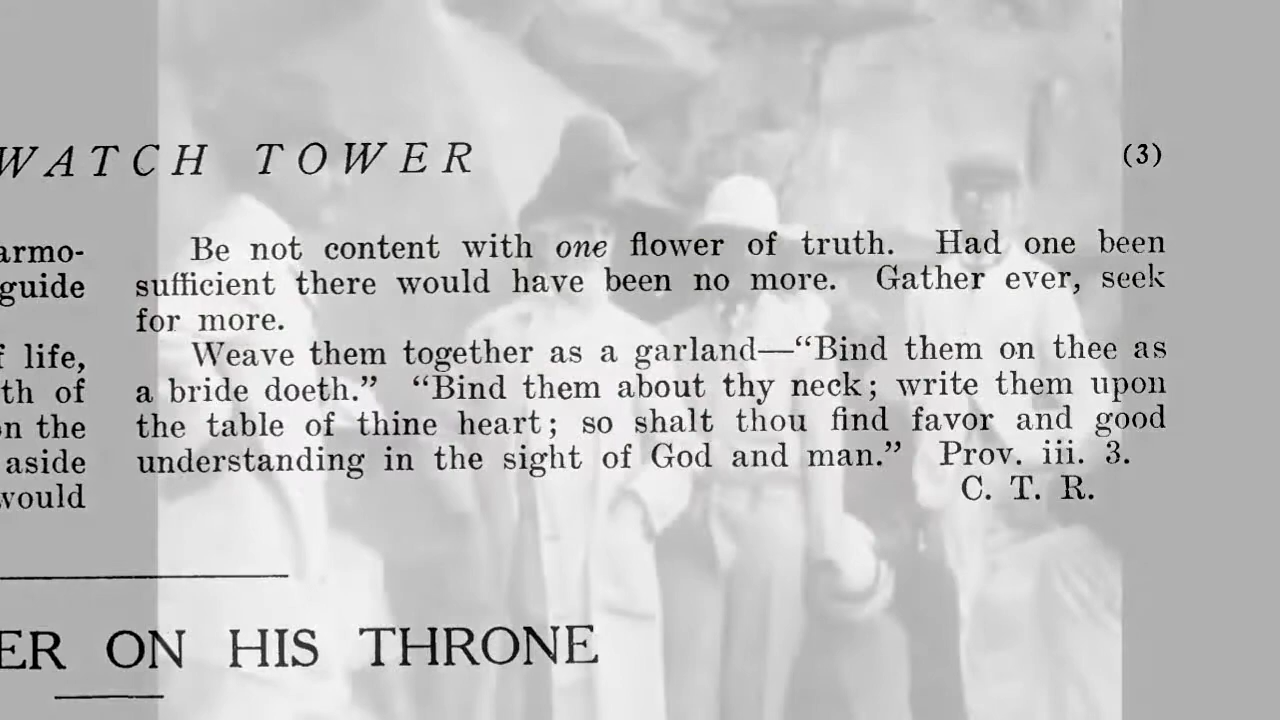 WATCH TOWER (3)
guide
life,
th of
the
aside
would
Be not content with one flower of truth. Had one been
sufficient there would have been no more. Gather ever, seek
for more.
Weave them together as a garland—“Bind them on thee as
a bride doeth.” “Bind them about thy neck; write them upon
the table of thine heart; so shalt thou find favor and good
understanding in the sight of God and man.” Prov. iii. 3.
C. T. R.
ON HIS THRONE